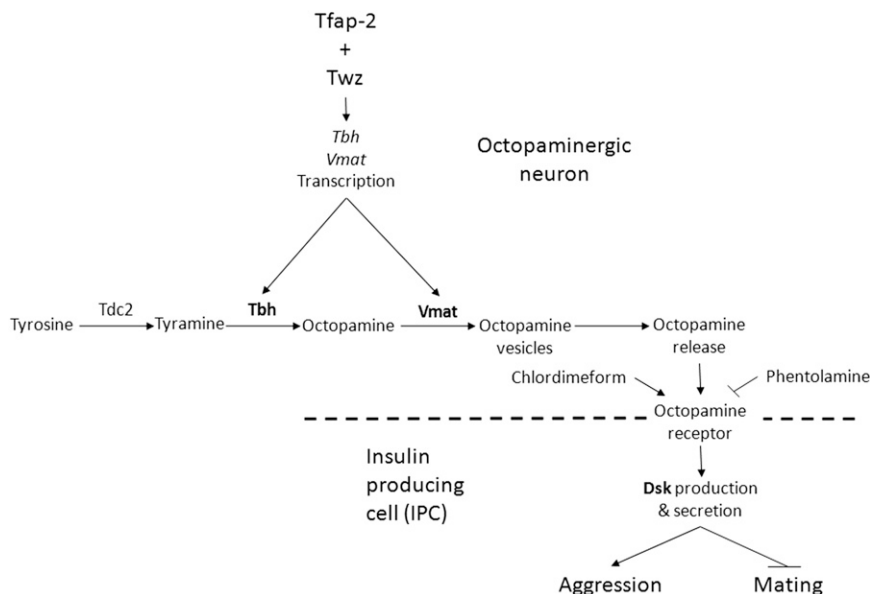 Tfap-2
+
Twz
Tbh
Vmat
Transcription
Octopaminergic
neuron
Tdc2
Tbh
Vmat
Tyrosine
Tyramine
Octopamine
Octopamine
vesicles
Octopamine
release
Chlordimeform
Phentolamine
Octopamine
receptor
Insulin
producing
cell (IPC)
Dsk production
& secretion
Aggression
Mating